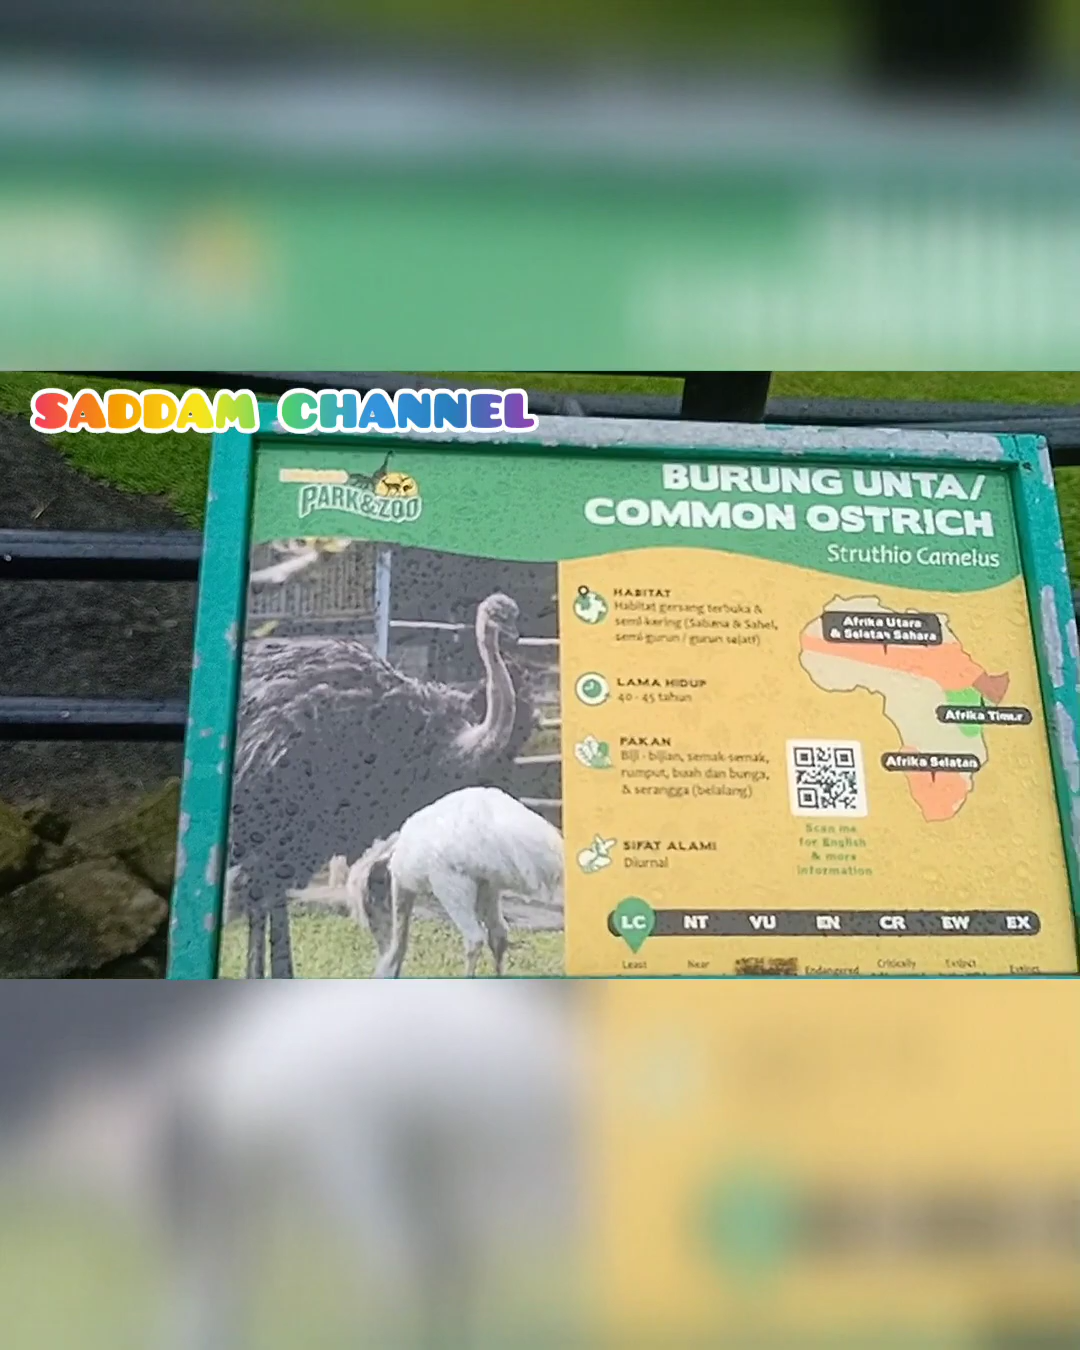 SADDAM CHANNEL
PARK&ZOO
BURUNG UNTA/
COMMON OSTRICH
Struthio Camelus
HABITAT
Habitat gersang terbuka &
semi-kering (Sabana & Sahel,
semi-gurun / gurun sejati)
LAMA HIDUP
40 - 45 tahun
PAKAN
Biji - bijian, semak-semak,
rumput, buah dan bunga,
& serangga (belalang)
SIFAT ALAMI
Diurnal
Afrika Utara
& Selatan Sahara
Afrika Timur
Afrika Selatan
Scan me
for English
& more
information
LC NT VU EN CR EW EX
Least Near Endangered Critically Extinct Extinct